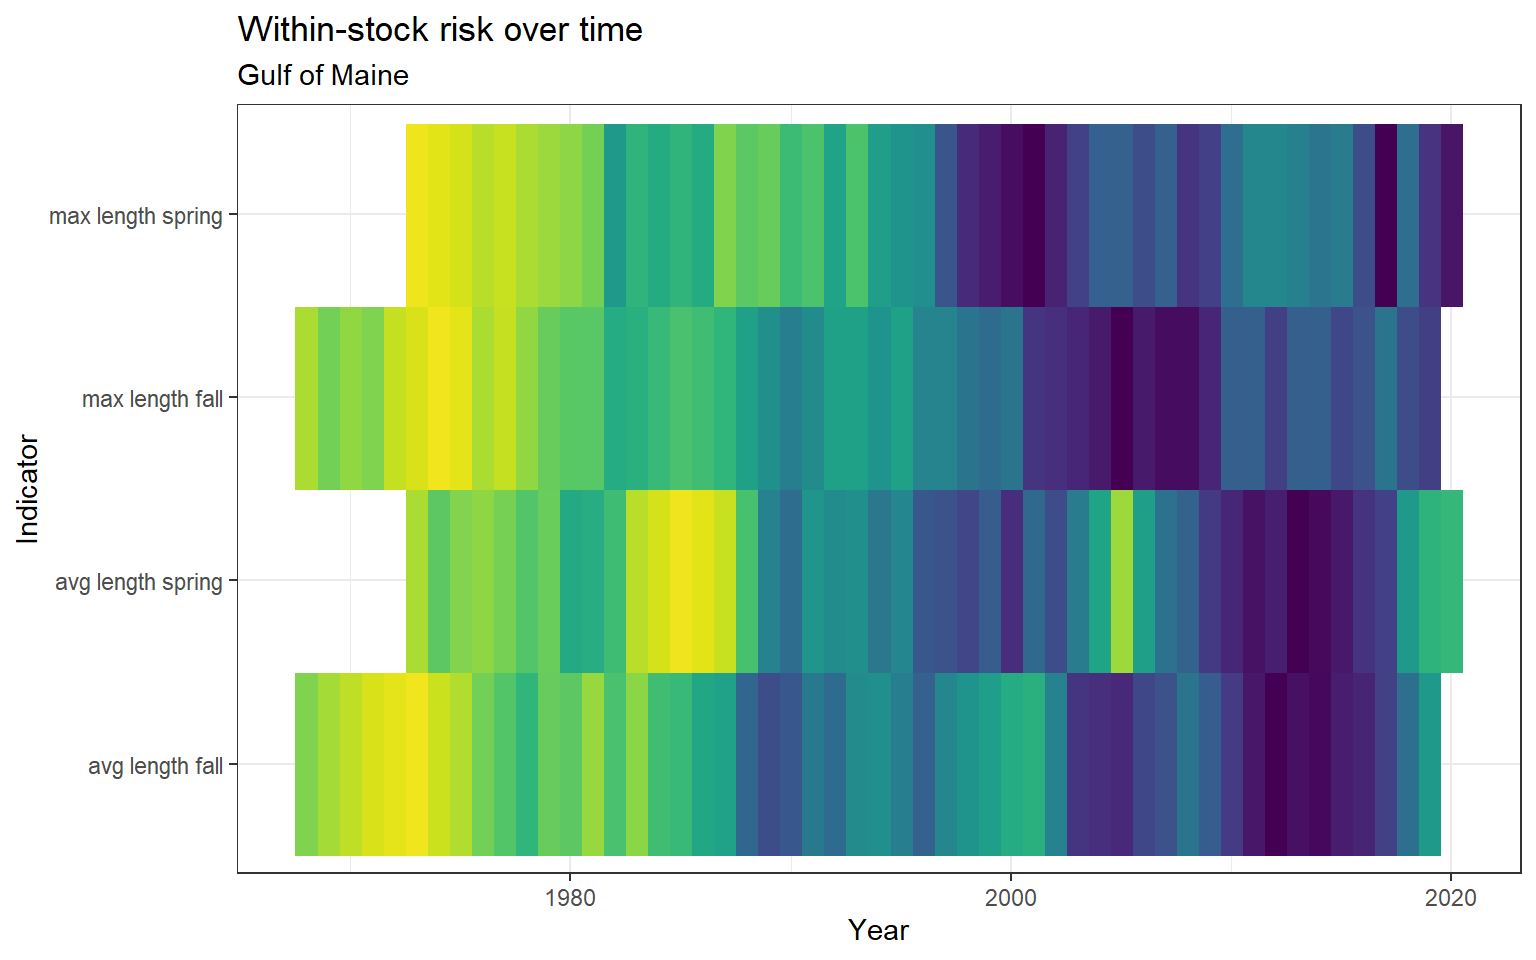 Within-stock risk over time
Gulf of Maine
Indicator
max length spring
max length fall
avg length spring
avg length fall
1980
2000
2020
Year